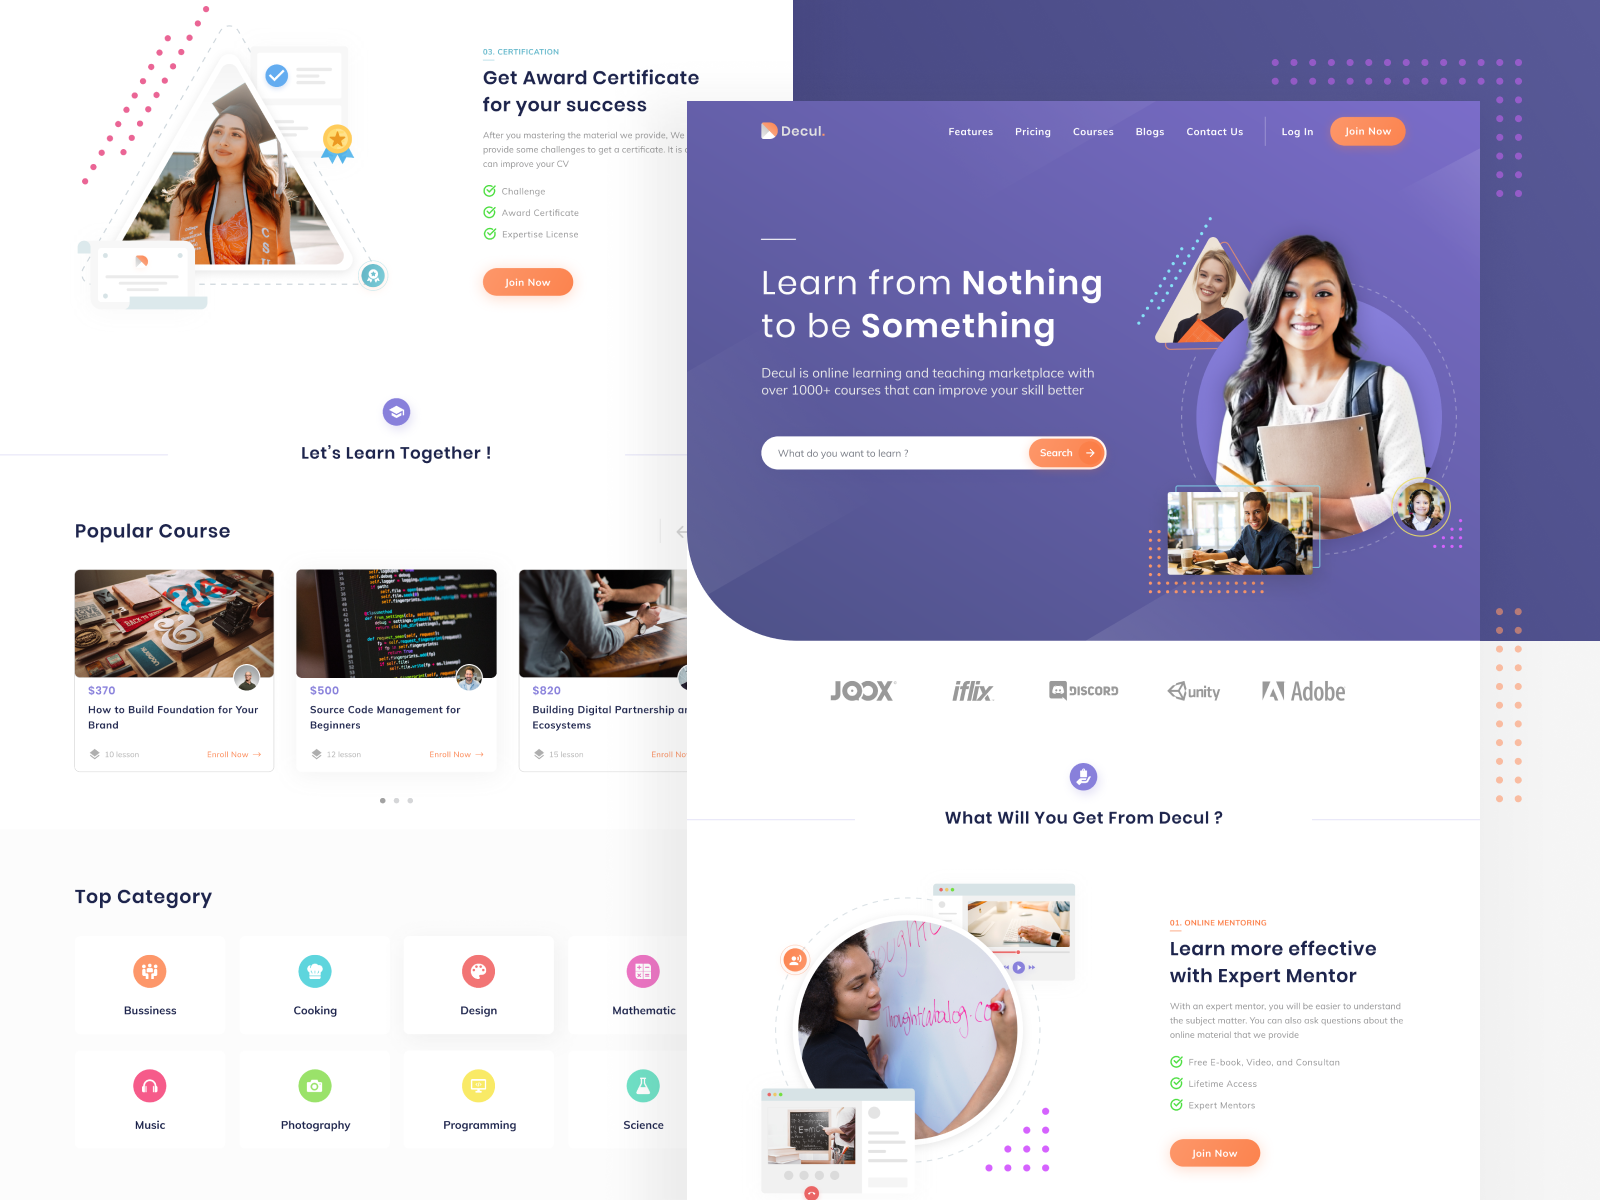 03. CERTIFICATION
Get Award Certificate
for your success
After you mastering the material we provide, We
provide some challenges to get a certificate. It is
can improve your CV
Challenge
Award Certificate
Expertise License
Join Now
Let's Learn Together !
Popular Course
$370
How to Build Foundation for Your
Brand
10 lesson
Enroll Now
$500
Source Code Management for
Beginners
12 lesson
Enroll Now
$820
Building Digital Partnership
Ecosystems
15 lesson
Enroll
Top Category
Bussiness
Cooking
Design
Mathematic
Music
Photography
Programming
Science
Decul.
Features
Pricing
Courses
Blogs
Contact Us
Log In
Join Now
Learn from Nothing
to be Something
Decul is online learning and teaching marketplace with
over 1000+ courses that can improve your skill better
What do you want to learn ?
Search
JOOX
iflix
DISCORD
unity
Adobe
What Will You Get From Decul ?
Thoughtcatalog.co
01. ONLINE MENTORING
Learn more effective
with Expert Mentor
With an expert mentor, you will be easier to understand
the subject matter. You can also ask questions about the
online material that we provide
Free E-book, Video, and Consultan
Lifetime Access
Expert Mentors
Join Now